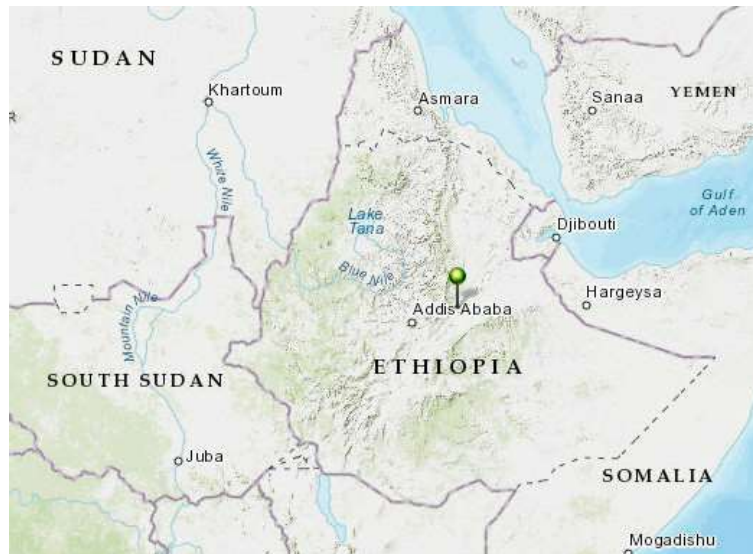 SUDAN
Khartoum
Asmara
Sanaa
YEMEN
R
White Nile
Lake
Tana
Blue Nile
Gulf
of Aden
Djibouti
Mountain Nile
Addis Ababa
Hargeysa
ETHIOPIA
SOUTH SUDAN
Juba
SOMALIA
Mogadishu